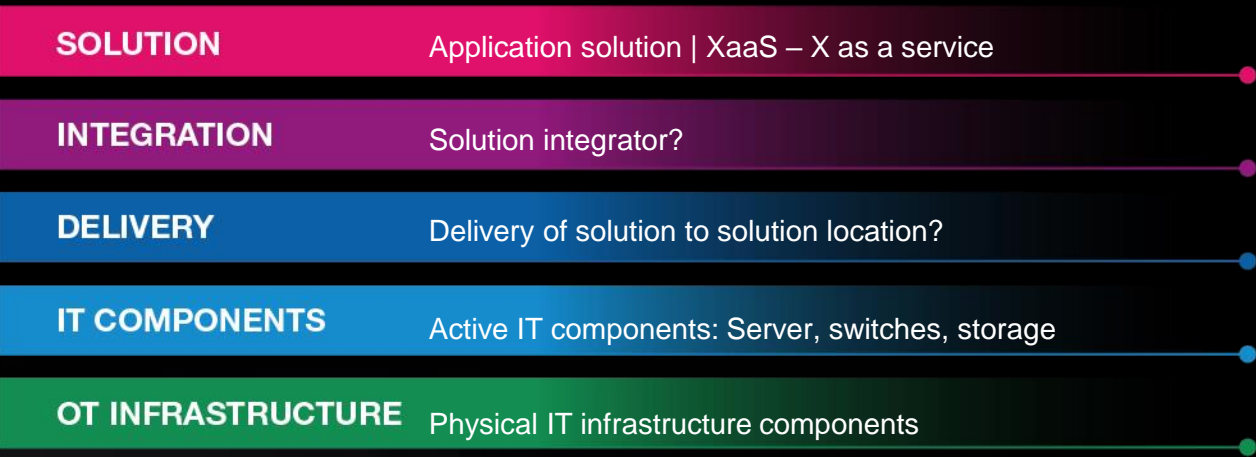 SOLUTION Application solution | XaaS – X as a service
INTEGRATION Solution integrator?
DELIVERY Delivery of solution to solution location?
IT COMPONENTS Active IT components: Server, switches, storage
OT INFRASTRUCTURE Physical IT infrastructure components